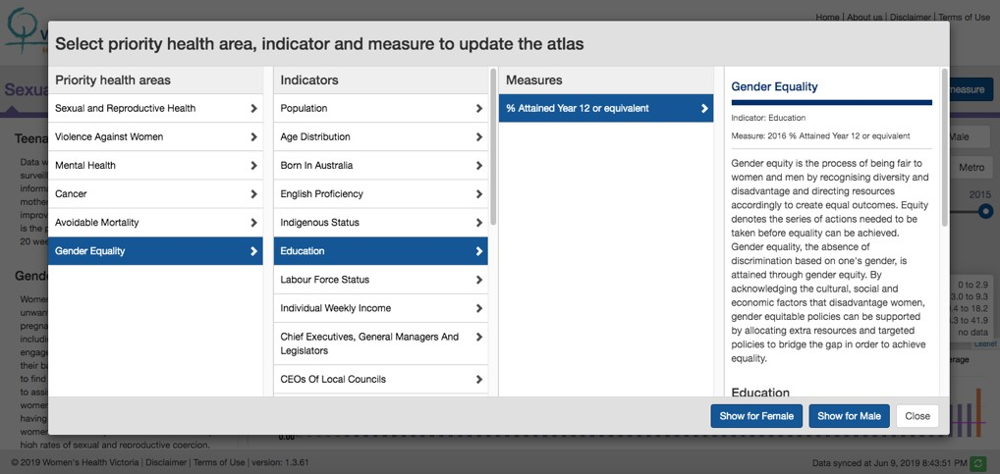 Home | About us | Disclaimer | Terms of Use
Select priority health area, indicator and measure to update the atlas
Priority health areas
Sexual and Reproductive Health
Violence Against Women
Mental Health
Cancer
Avoidable Mortality
Gender Equality
Indicators
Population
Age Distribution
Born In Australia
English Proficiency
Indigenous Status
Education
Labour Force Status
Individual Weekly Income
Chief Executives, General Managers And
Legislators
CEOs Of Local Councils
Measures
% Attained Year 12 or equivalent
Gender Equality
Indicator: Education
Measure: 2016 % Attained Year 12 or equivalent
Gender equity is the process of being fair to
women and men by recognising diversity and
disadvantage and directing resources
accordingly to create equal outcomes. Equity
denotes the series of actions needed to be
taken before equality can be achieved.
Gender equality, the absence of
discrimination based on one's gender, is
attained through gender equity. By
acknowledging the cultural, social and
economic factors that disadvantage women,
gender equitable policies can be supported
by allocating extra resources and targeted
policies to bridge the gap in order to achieve
equality.
Education
Show for Female
Show for Male
Close
Male
Metro
2015
0 to 2.9
3.0 to 9.3
to 18.2
to 41.9
no data
Leaflet
0.00
high rates of sexual and reproductive coercion.
© 2019 Women's Health Victoria | Disclaimer | Terms of Use | version: 1.3.61
Data synced at Jun 9, 2019 8:43:51 PM